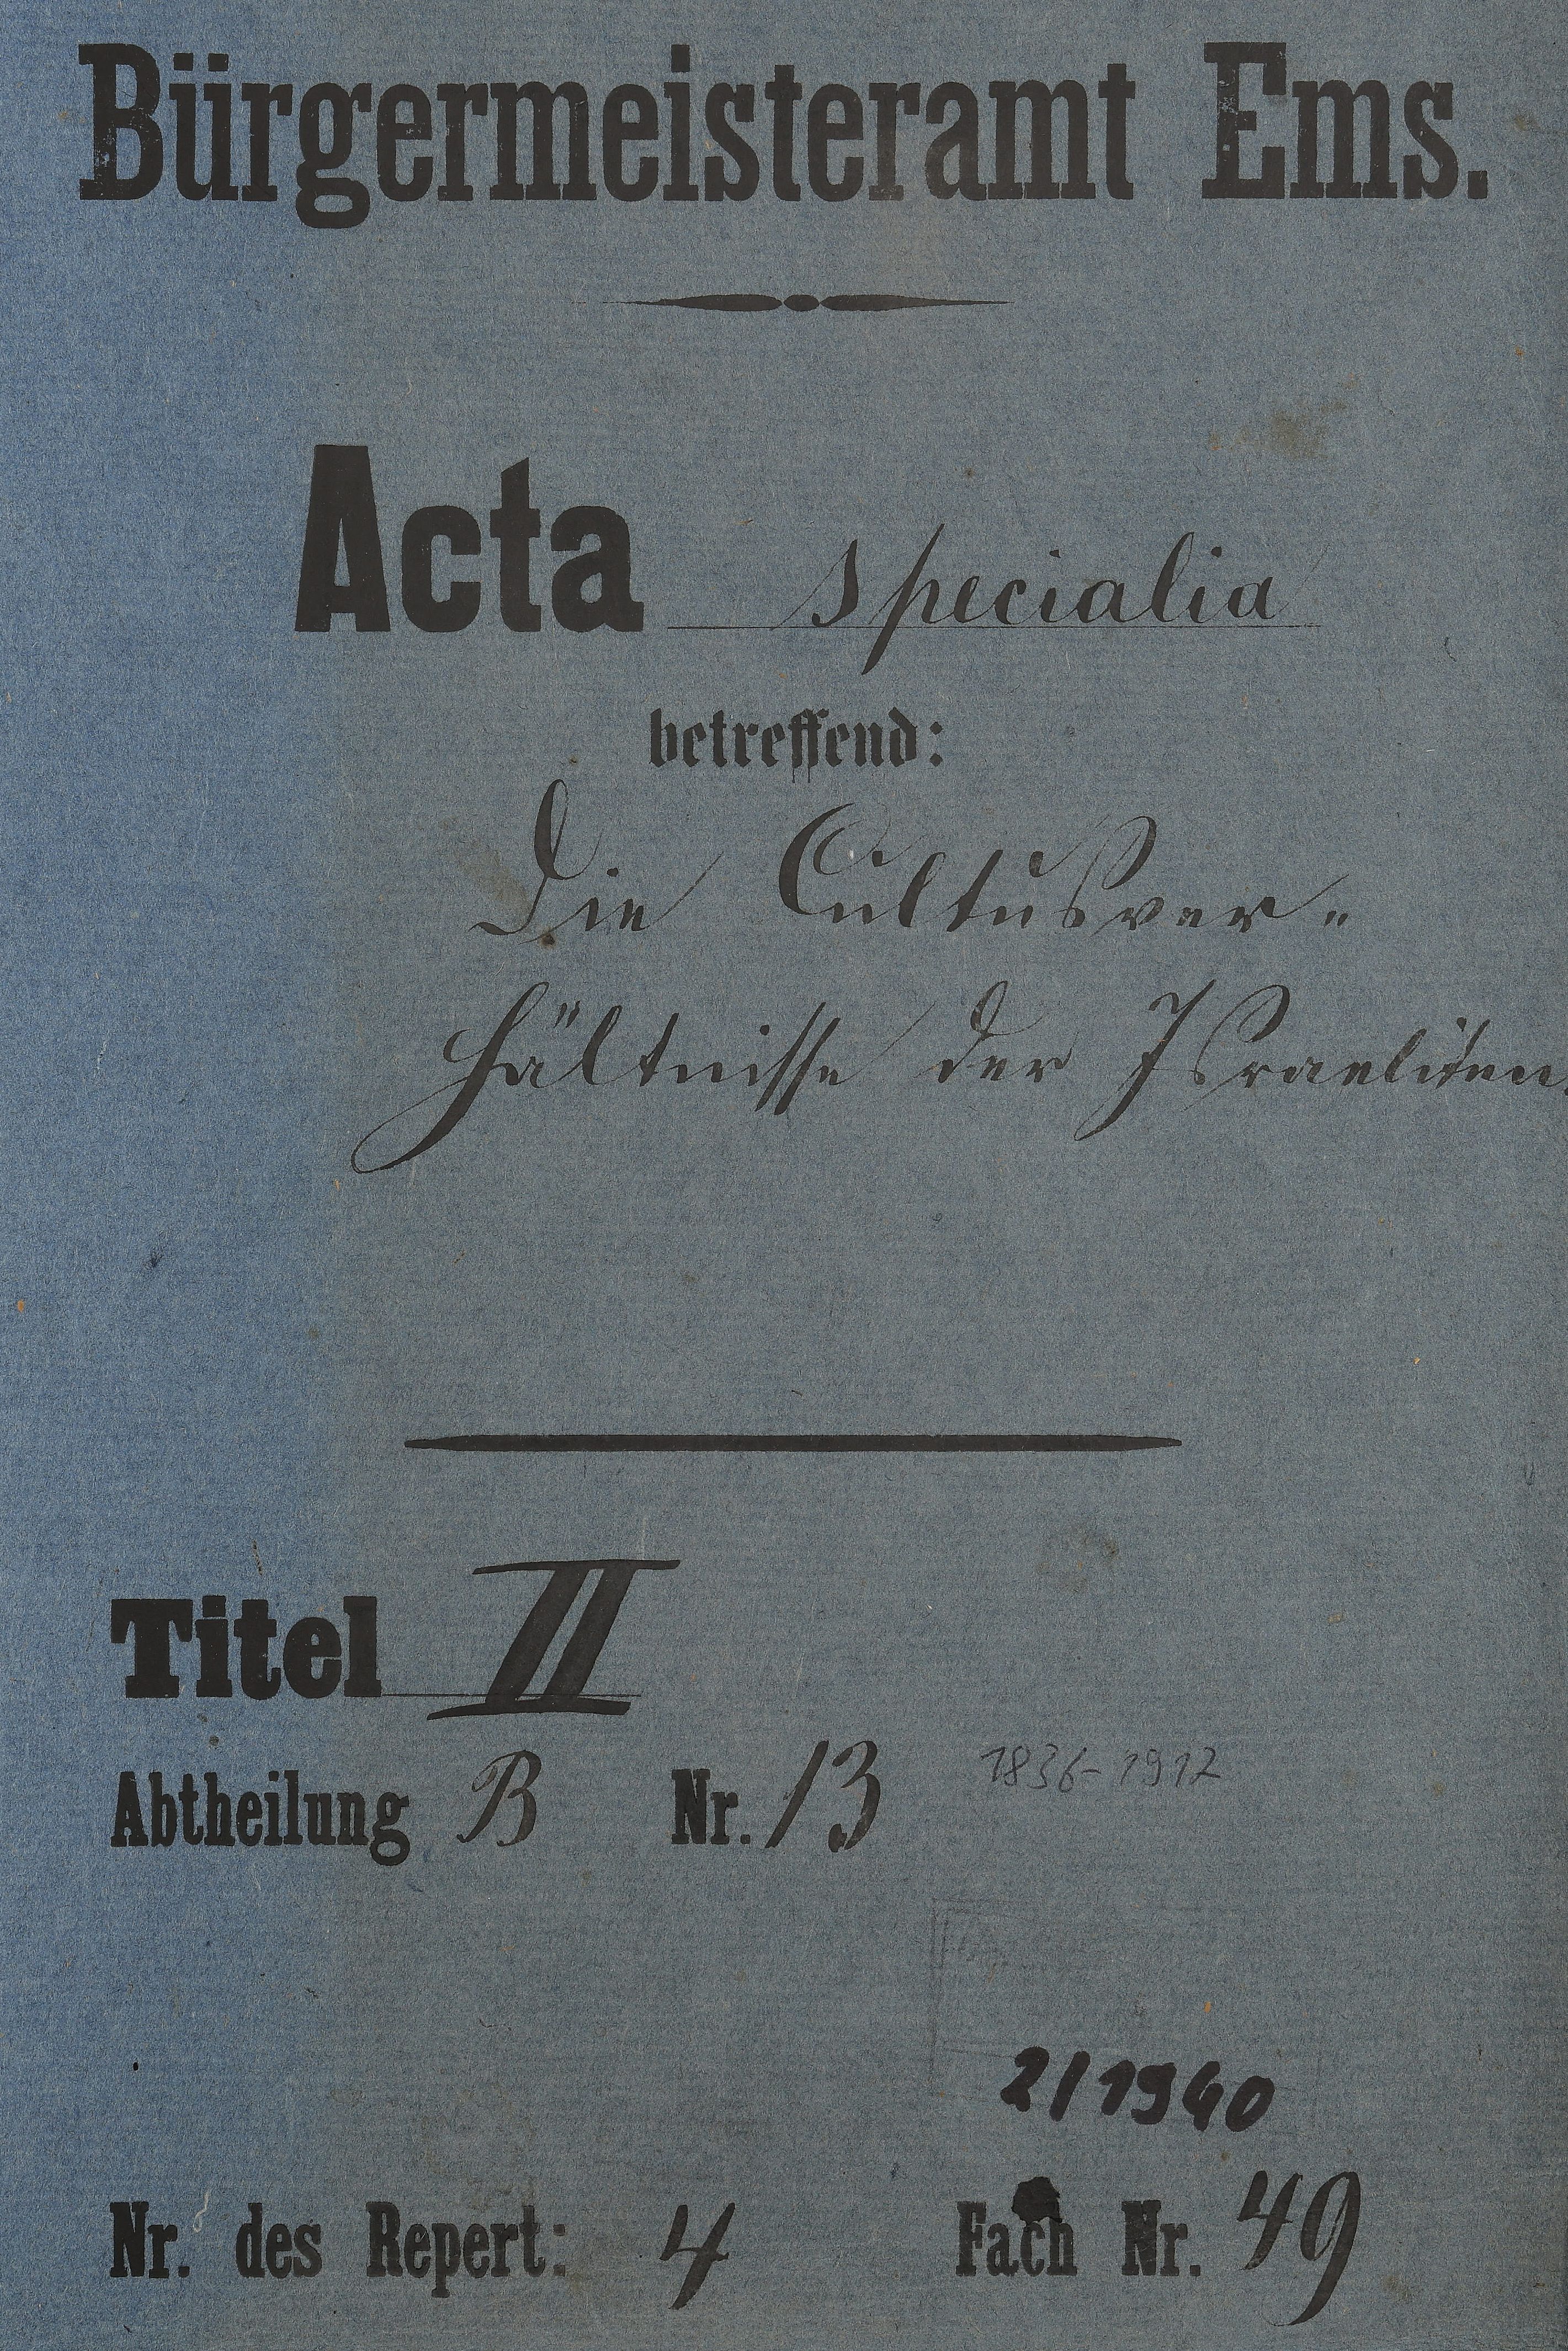 Bürgermeisteramt Ems.
Acta specialia
betreffend:
Die Cultusver-
hältnisse der Israeliten.
Titel II
Abtheilung B Nr. 13 1836-1912
2/1940
Nr. des Repert: 4 Fach Nr. 49